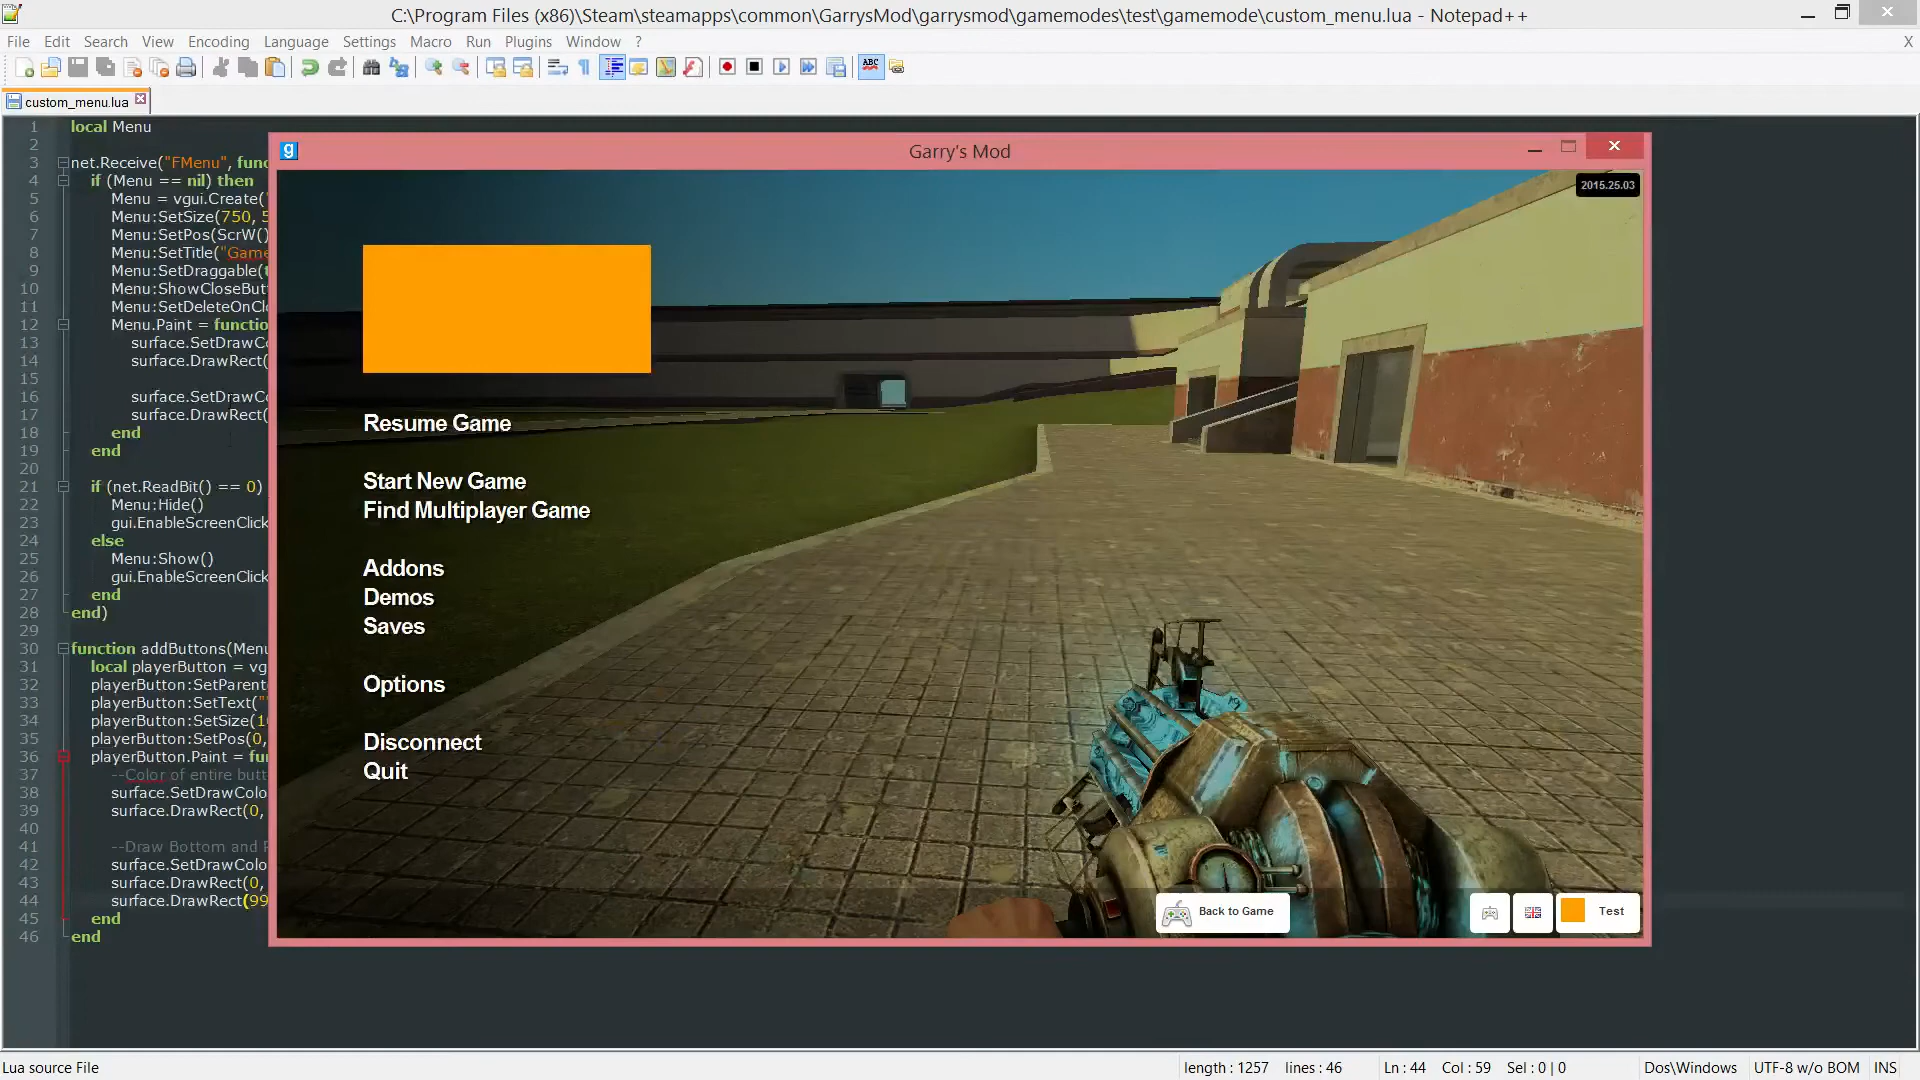 C:\Program Files (x86)\Steam\steamapps\common\GarrysMod\garrysmod\gamemodes\test\gamemode\custom_menu.lua - Notepad++
File Edit Search View Encoding Language Settings Macro Run Plugins Window ? X
ABC
custom_menu.lua
1 local Menu
2
3 net.Receive("FMenu", func
4 if (Menu == nil) then
5 Menu = vgui.Create("
6 Menu:SetSize(750, 5
7 Menu:SetPos(ScrW()
8 Menu:SetTitle("Game
9 Menu:SetDraggable(t
10 Menu:ShowCloseButt
11 Menu:SetDeleteOnClo
12 Menu.Paint = functio
13 surface.SetDrawCo
14 surface.DrawRect(
15
16 surface.SetDrawCo
17 surface.DrawRect(
18 end
19 end
20
21 if (net.ReadBit() == 0)
22 Menu:Hide()
23 gui.EnableScreenClick
24 else
25 Menu:Show()
26 gui.EnableScreenClick
27 end
28 end)
29
30 function addButtons(Menu
31 local playerButton = vg
32 playerButton:SetParent
33 playerButton:SetText("
34 playerButton:SetSize(10
35 playerButton:SetPos(0,
36 playerButton.Paint = fun
37 --Color of entire butt
38 surface.SetDrawColo
39 surface.DrawRect(0,
40
41 --Draw Bottom and R
42 surface.SetDrawColo
43 surface.DrawRect(0,
44 surface.DrawRect(99
45 end
46 end
g Garry's Mod
2015.25.03
Resume Game
Start New Game
Find Multiplayer Game
Addons
Demos
Saves
Options
Disconnect
Quit
Back to Game
Test
Lua source File length : 1257 lines : 46 Ln : 44 Col : 59 Sel : 0 | 0 Dos\Windows UTF-8 w/o BOM INS